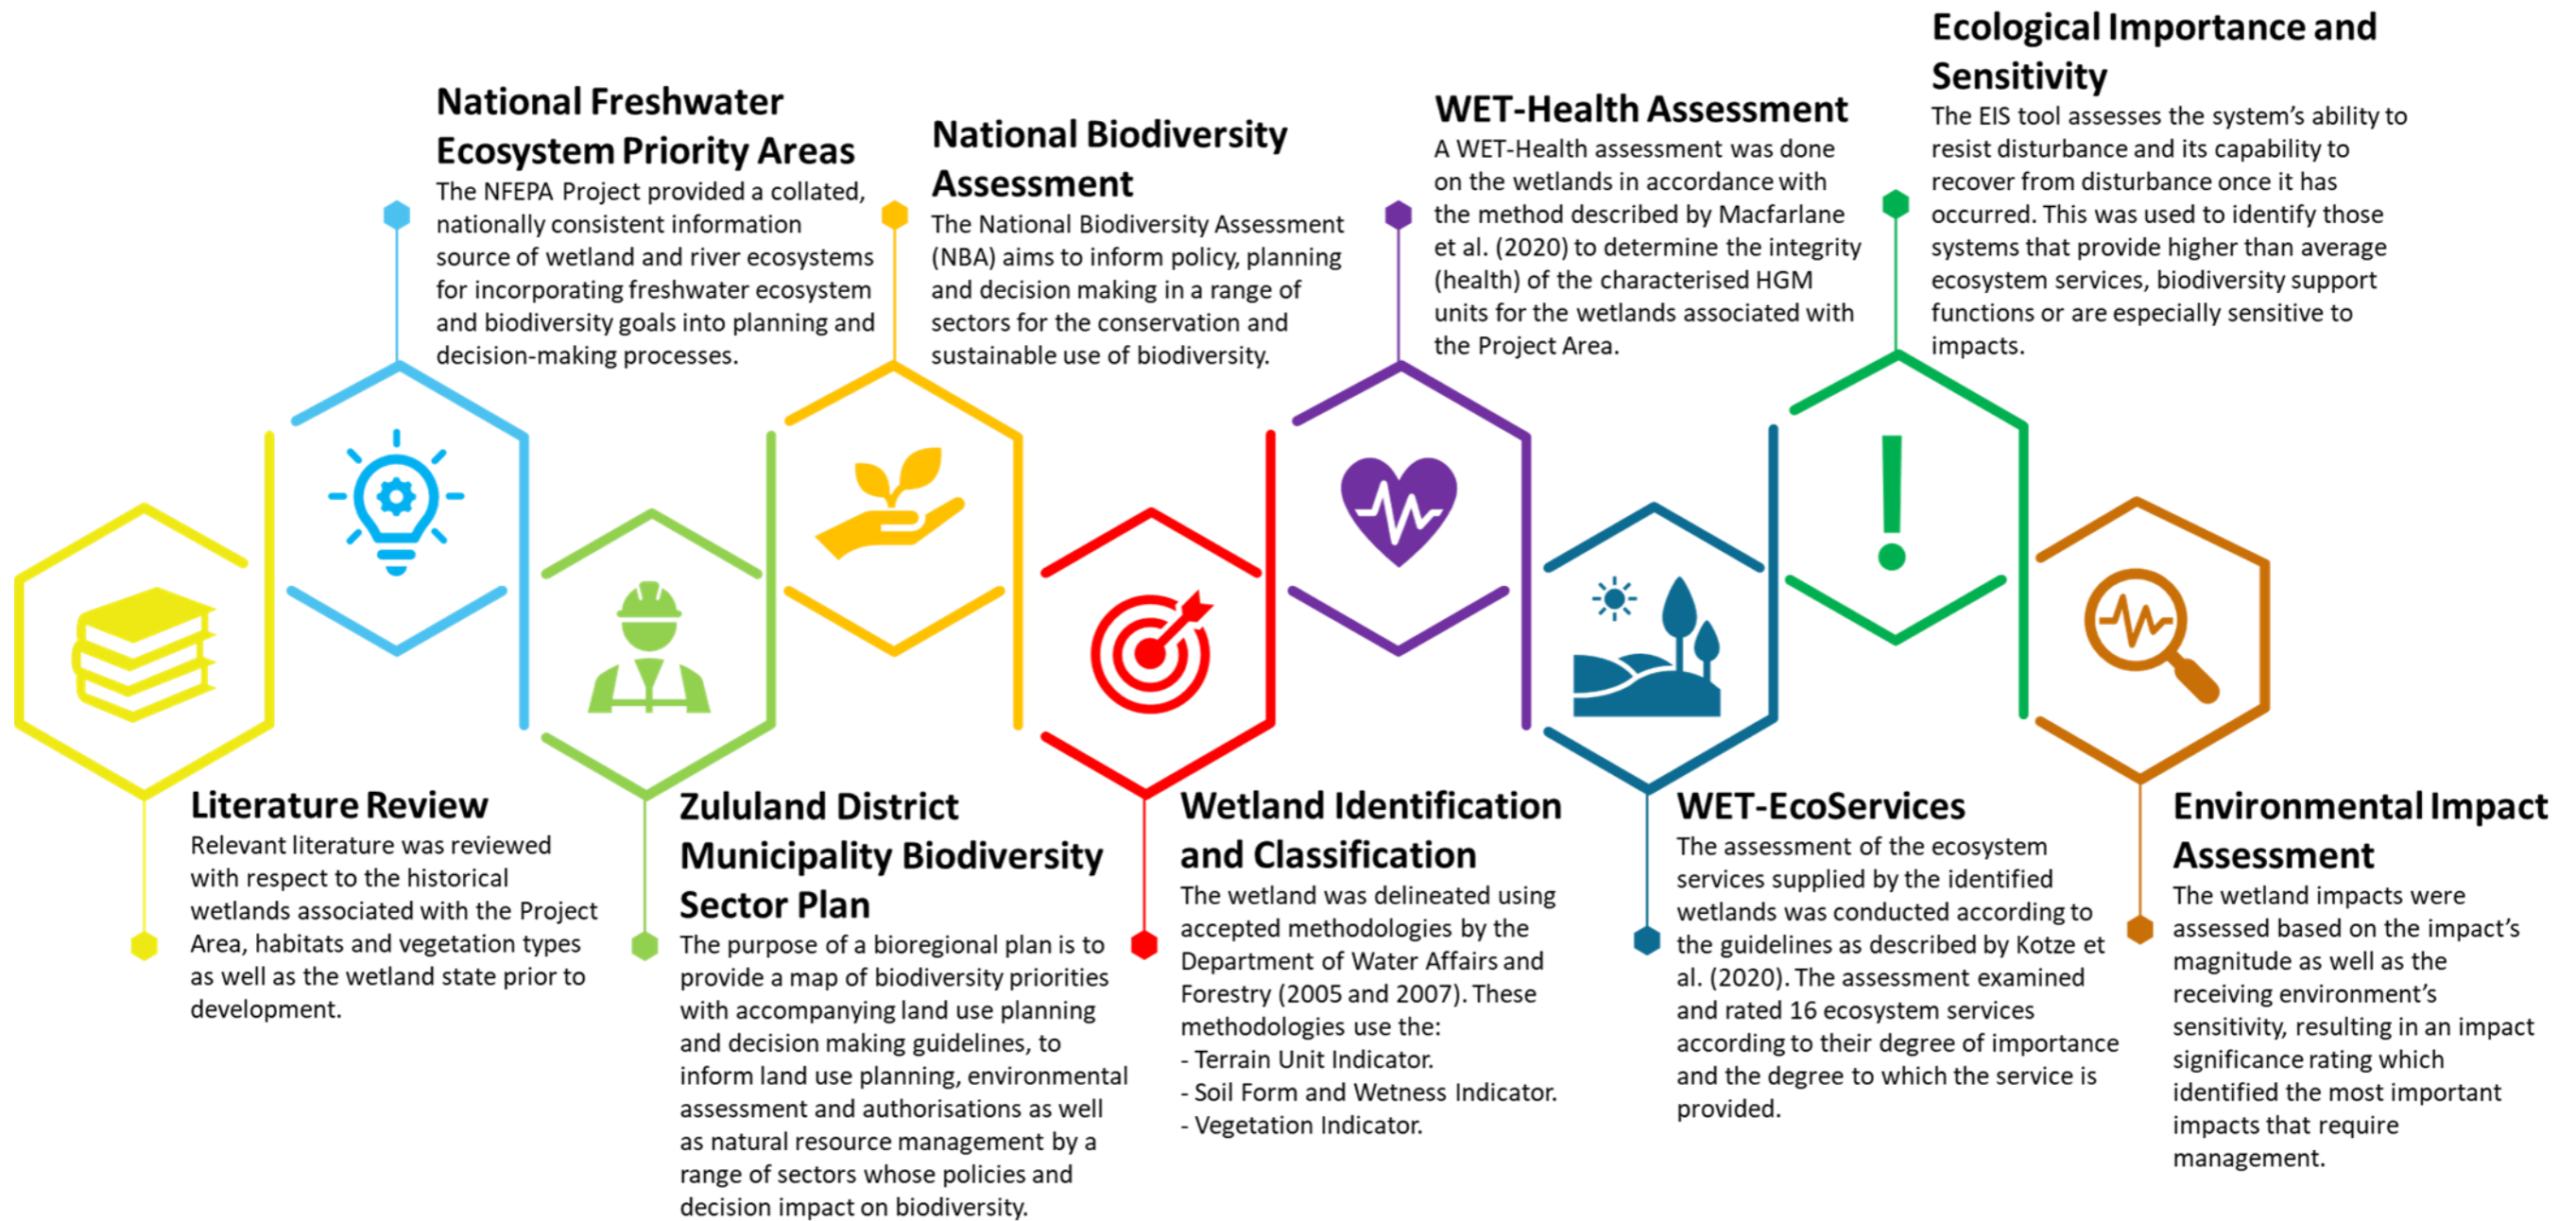 Literature Review
Relevant literature was reviewed
with respect to the historical
wetlands associated with the Project
Area, habitats and vegetation types
as well as the wetland state prior to
development.
National Freshwater
Ecosystem Priority Areas
The NFEPA Project provided a collated,
nationally consistent information
source of wetland and river ecosystems
for incorporating freshwater ecosystem
and biodiversity goals into planning and
decision-making processes.
Zululand District
Municipality Biodiversity
Sector Plan
The purpose of a bioregional plan is to
provide a map of biodiversity priorities
with accompanying land use planning
and decision making guidelines, to
inform land use planning, environmental
assessment and authorisations as well
as natural resource management by a
range of sectors whose policies and
decision impact on biodiversity.
National Biodiversity
Assessment
The National Biodiversity Assessment
(NBA) aims to inform policy, planning
and decision making in a range of
sectors for the conservation and
sustainable use of biodiversity.
Wetland Identification
and Classification
The wetland was delineated using
accepted methodologies by the
Department of Water Affairs and
Forestry (2005 and 2007). These
methodologies use the:
- Terrain Unit Indicator.
- Soil Form and Wetness Indicator.
- Vegetation Indicator.
WET-Health Assessment
A WET-Health assessment was done
on the wetlands in accordance with
the method described by Macfarlane
et al. (2020) to determine the integrity
(health) of the characterised HGM
units for the wetlands associated with
the Project Area.
WET-EcoServices
The assessment of the ecosystem
services supplied by the identified
wetlands was conducted according to
the guidelines as described by Kotze et
al. (2020). The assessment examined
and rated 16 ecosystem services
according to their degree of importance
and the degree to which the service is
provided.
Ecological Importance and
Sensitivity
The EIS tool assesses the system's ability to
resist disturbance and its capability to
recover from disturbance once it has
occurred. This was used to identify those
systems that provide higher than average
ecosystem services, biodiversity support
functions or are especially sensitive to
impacts.
Environmental Impact
Assessment
The wetland impacts were
assessed based on the impact's
magnitude as well as the
receiving environment's
sensitivity, resulting in an impact
significance rating which
identified the most important
impacts that require
management.